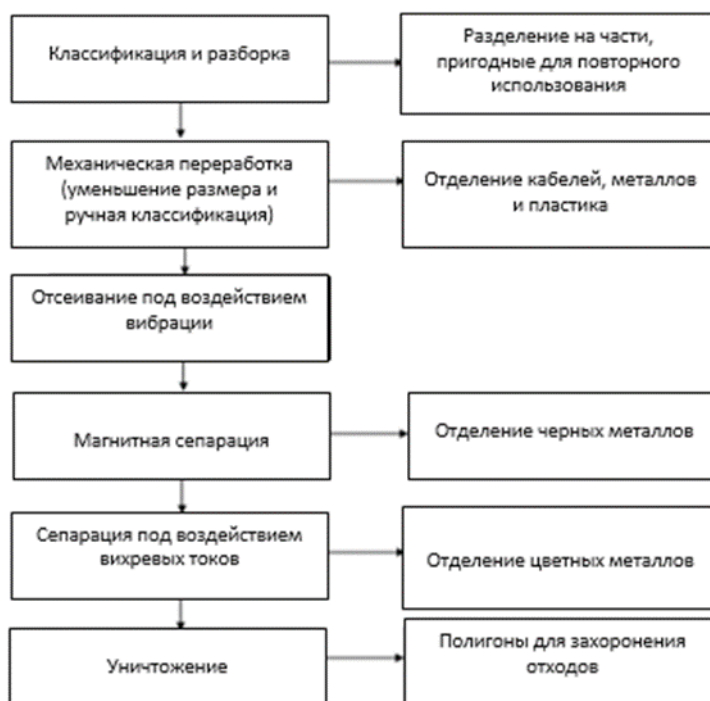 Классификация и разборка
Разделение на части,
пригодные для повторного
использования
Механическая переработка
(уменьшение размера и
ручная классификация)
Отделение кабелей, металлов
и пластика
Отсеивание под воздействием
вибрации
Магнитная сепарация
Отделение черных металлов
Сепарация под воздействием
вихревых токов
Отделение цветных металлов
Уничтожение
Полигоны для захоронения
отходов